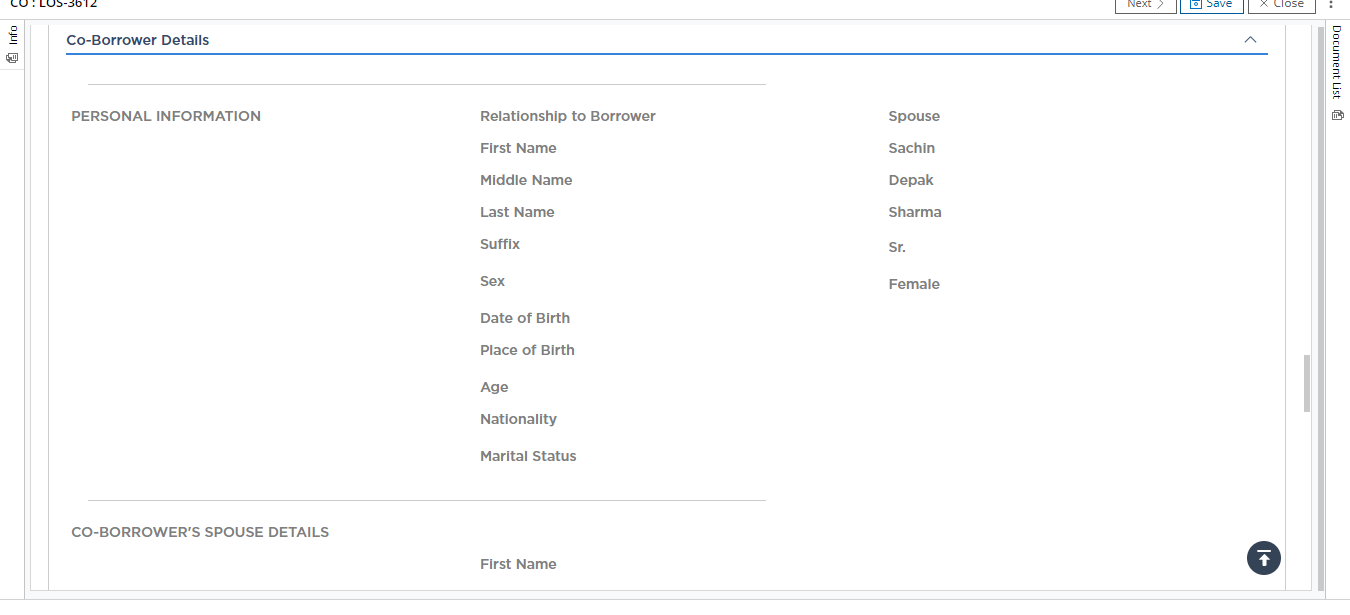 CO : LOS-3612
Next
Save
Close
Info
Document List
Co-Borrower Details
PERSONAL INFORMATION
Relationship to Borrower Spouse
First Name Sachin
Middle Name Depak
Last Name Sharma
Suffix Sr.
Sex Female
Date of Birth
Place of Birth
Age
Nationality
Marital Status
CO-BORROWER'S SPOUSE DETAILS
First Name